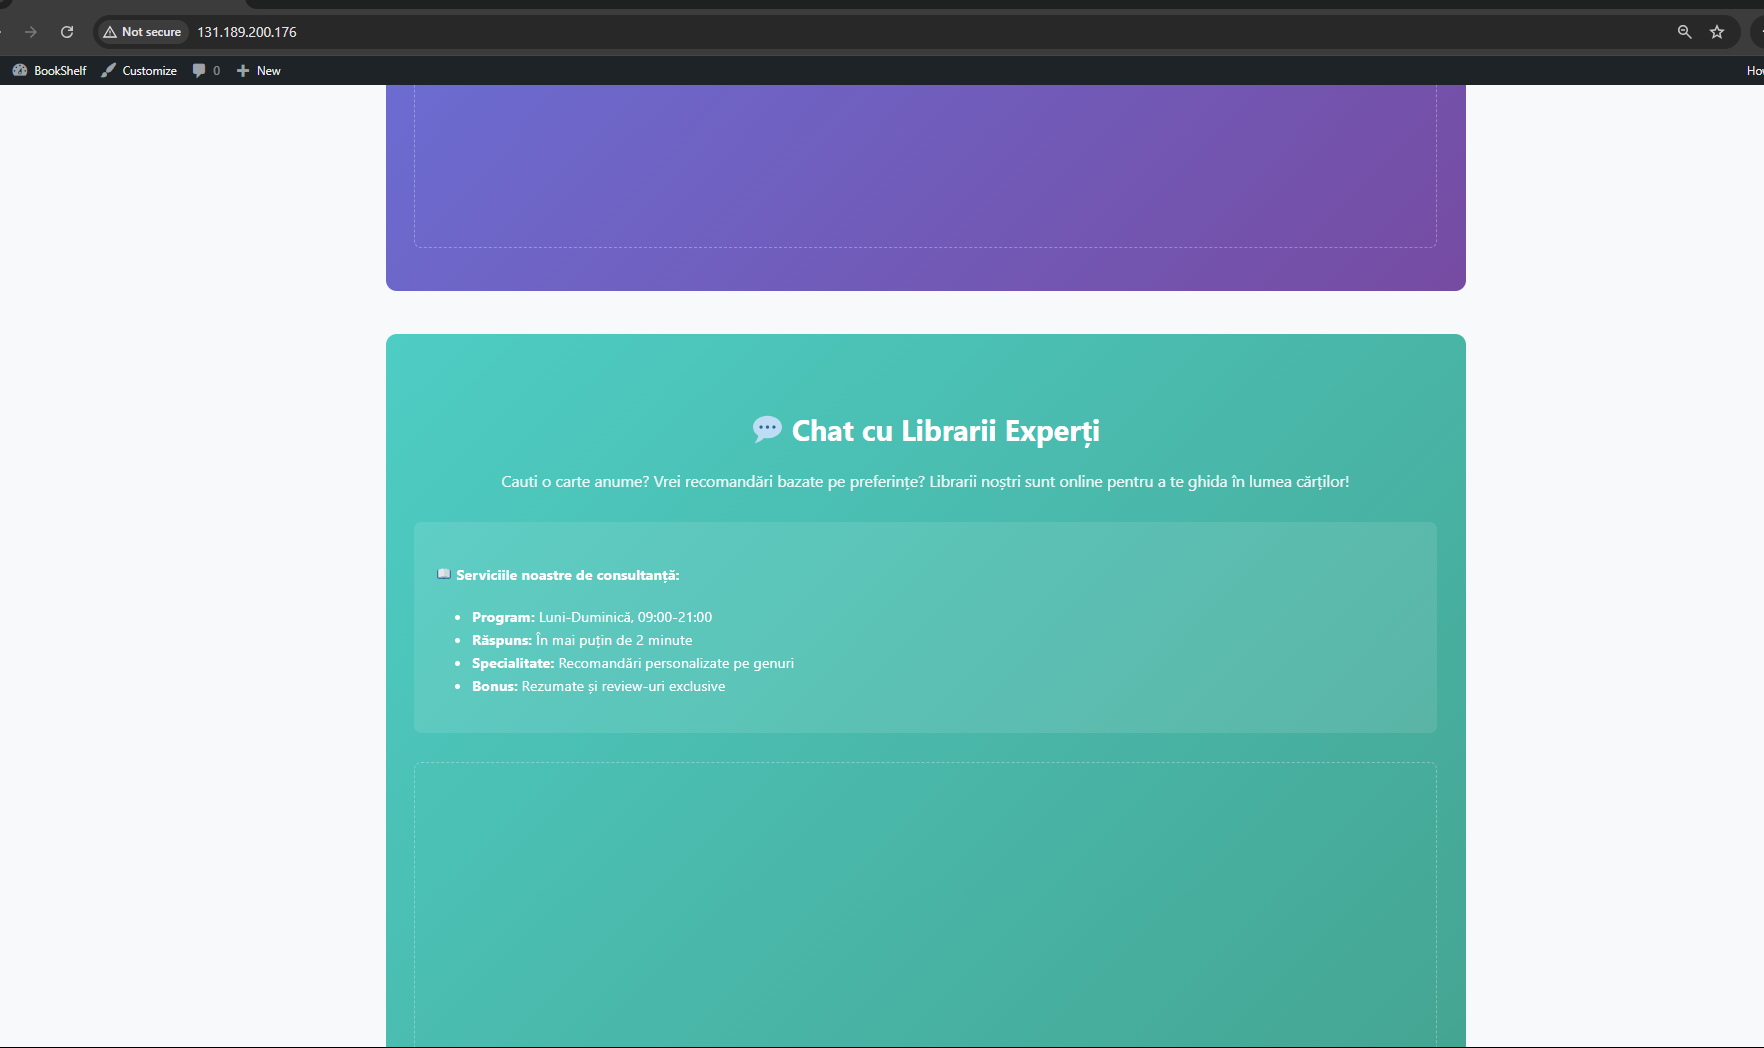 Not secure 131.189.200.176
BookShelf Customize 0 New
💬 Chat cu Librarii Experți
Cauti o carte anume? Vrei recomandări bazate pe preferințe? Librarii noștri sunt online pentru a te ghida în lumea cărților!
📖 Serviciile noastre de consultanță:
• Program: Luni-Duminică, 09:00-21:00
• Răspuns: În mai puțin de 2 minute
• Specialitate: Recomandări personalizate pe genuri
• Bonus: Rezumate și review-uri exclusive